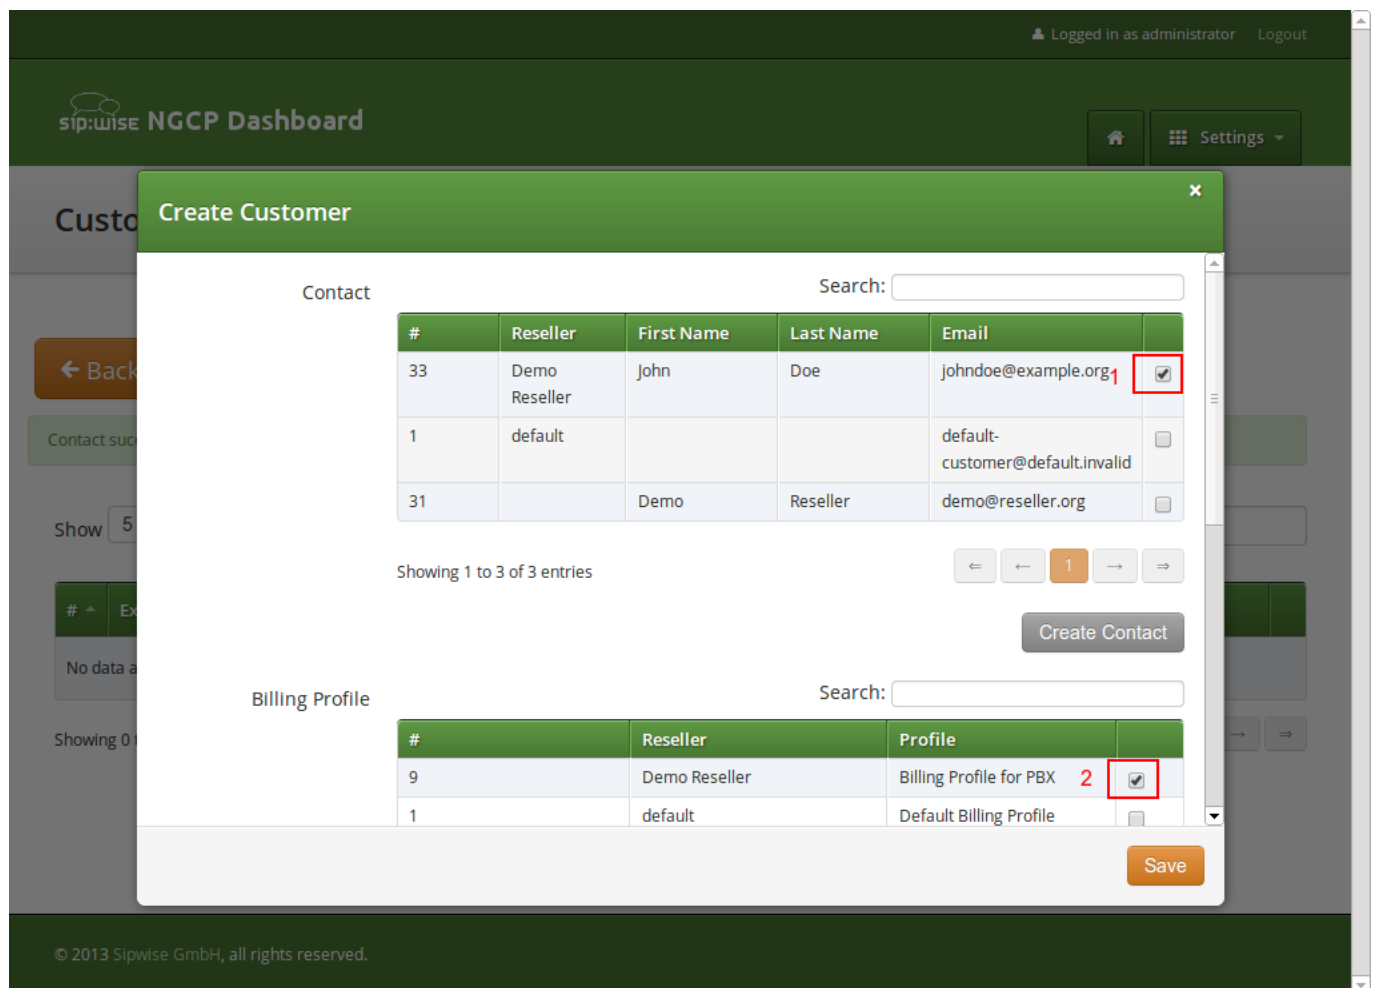 Logged in as administrator Logout
sip:wise NGCP Dashboard
Settings
Custo
Create Customer
×
Back
Contact succ
Show 5
# Ex
No data a
Showing 0 t
Contact
Search:
# Reseller First Name Last Name Email
33 Demo Reseller John Doe johndoe@example.org 1
1 default default-customer@default.invalid
31 Demo Reseller demo@reseller.org
Showing 1 to 3 of 3 entries
⇐ ← 1 → ⇒
Create Contact
Billing Profile
Search:
# Reseller Profile
9 Demo Reseller Billing Profile for PBX 2
1 default Default Billing Profile
→ ⇒
Save
© 2013 Sipwise GmbH, all rights reserved.